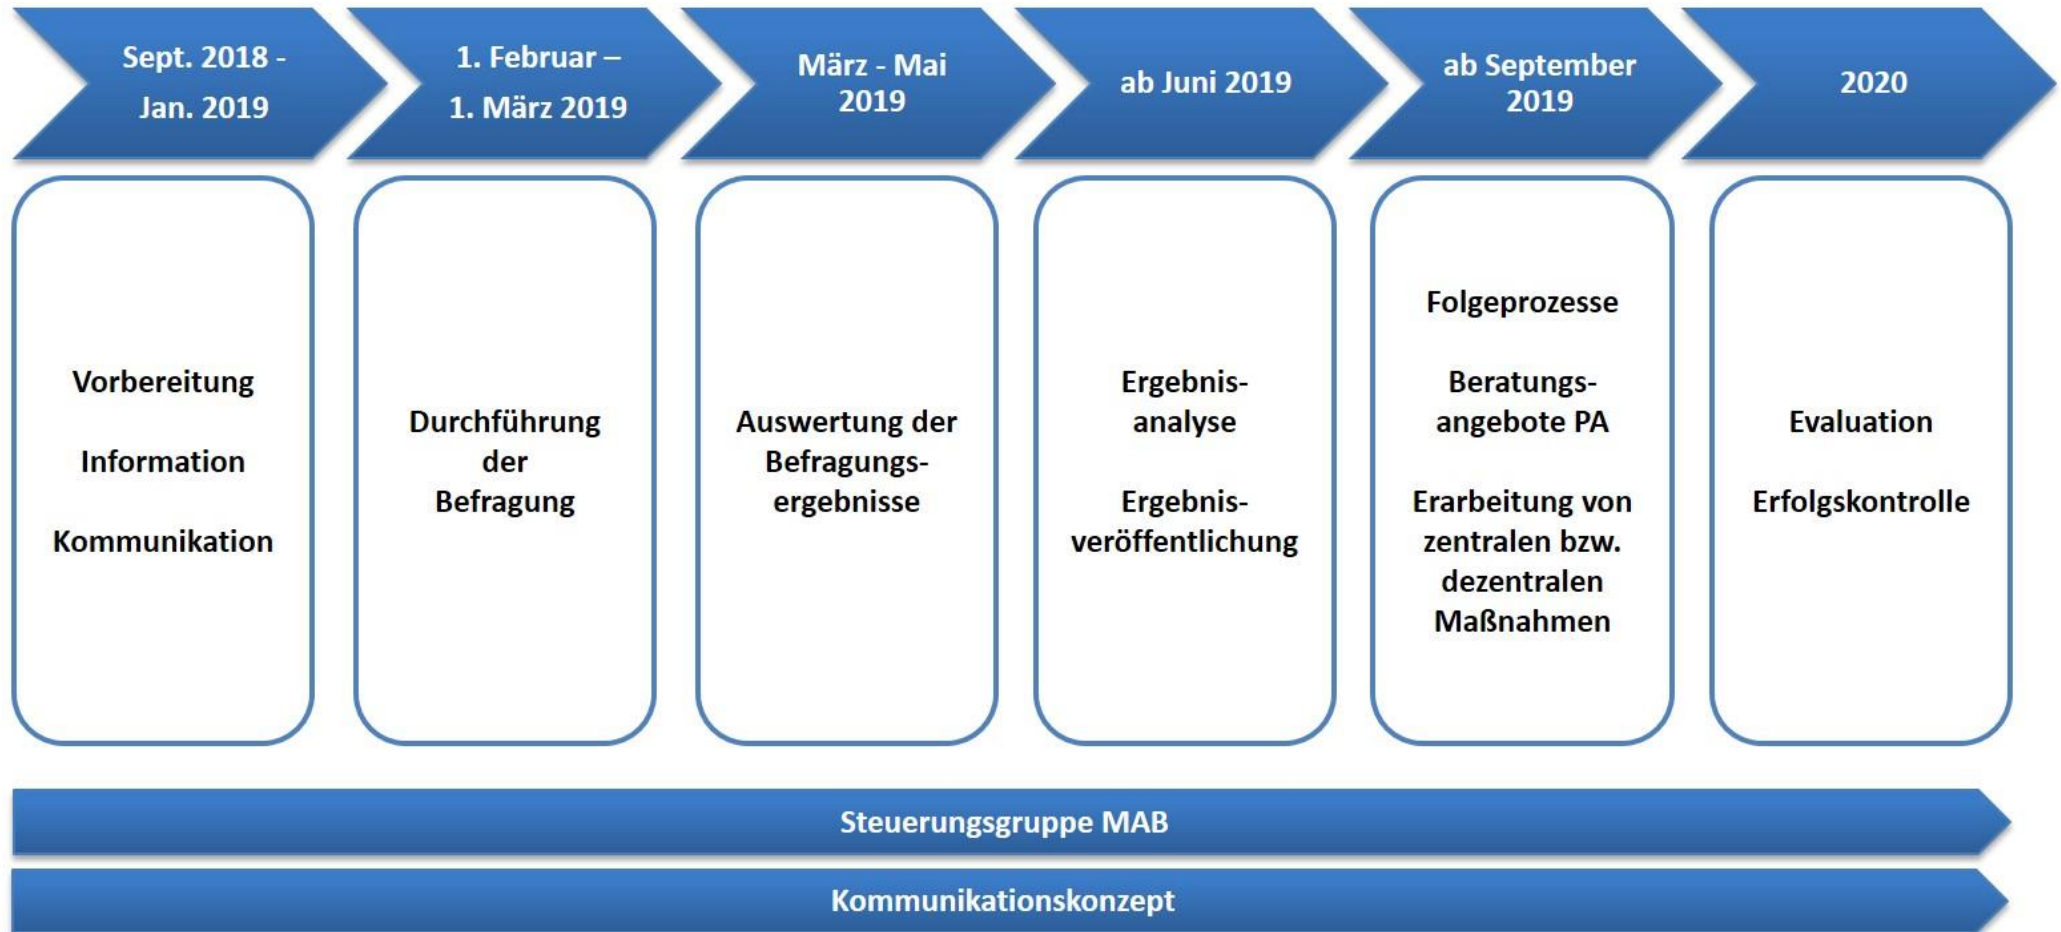 Sept. 2018 -
Jan. 2019
1. Februar –
1. März 2019
März - Mai
2019
ab Juni 2019
ab September
2019
2020
Vorbereitung
Information
Kommunikation
Durchführung
der
Befragung
Auswertung der
Befragungs-
ergebnisse
Ergebnis-
analyse
Ergebnis-
veröffentlichung
Folgeprozesse
Beratungs-
angebote PA
Erarbeitung von
zentralen bzw.
dezentralen
Maßnahmen
Evaluation
Erfolgskontrolle
Steuerungsgruppe MAB
Kommunikationskonzept